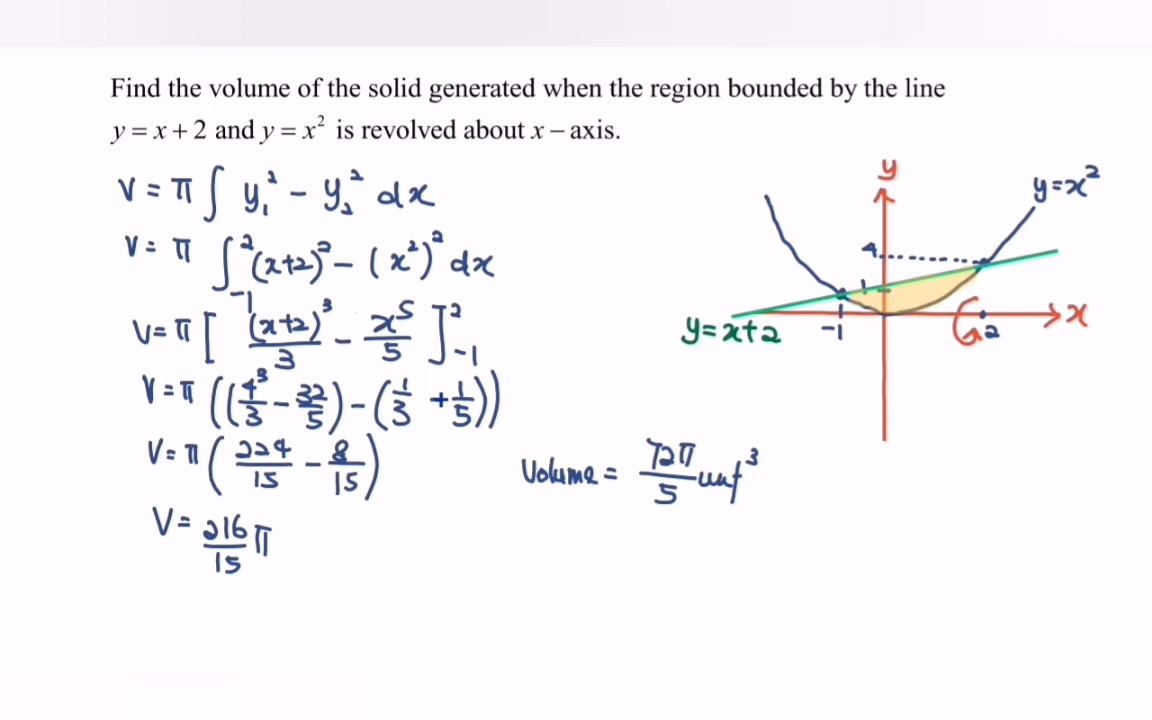 Find the volume of the solid generated when the region bounded by the line
y = x + 2 and y = x² is revolved about x – axis.
V = π ∫ y₁² – y₂² dx
V = π ∫₋₁² (x+2)² – (x²)² dx
V = π [ (x+2)³/3 – x⁵/5 ]₋₁²
V = π ((4³/3 – 32/5) – (1/3 + 1/5))
V = π (224/15 – 8/15)
V = 216/15 π
Volume = 72π/5 unit³
y
y=x²
4
1
y=x+2
-1
2
x